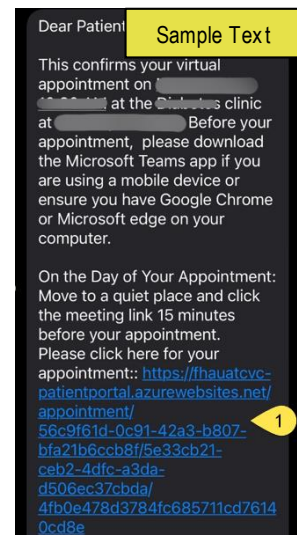 Dear Patient
Sample Text
This confirms your virtual
appointment on
at the Diabetes clinic
at Before your
appointment, please download
the Microsoft Teams app if you
are using a mobile device or
ensure you have Google Chrome
or Microsoft edge on your
computer.
On the Day of Your Appointment:
Move to a quiet place and click
the meeting link 15 minutes
before your appointment.
Please click here for your
appointment:: https://fhauatcvc-
patientportal.azurewebsites.net/
appointment/
56c9f61d-0c91-42a3-b807-
bfa21b6ccb8f/5e33cb21-
ceb2-4dfc-a3da-
d506ec37cbda/
4fb0e478d3784fc685711cd7614
0cd8e
1